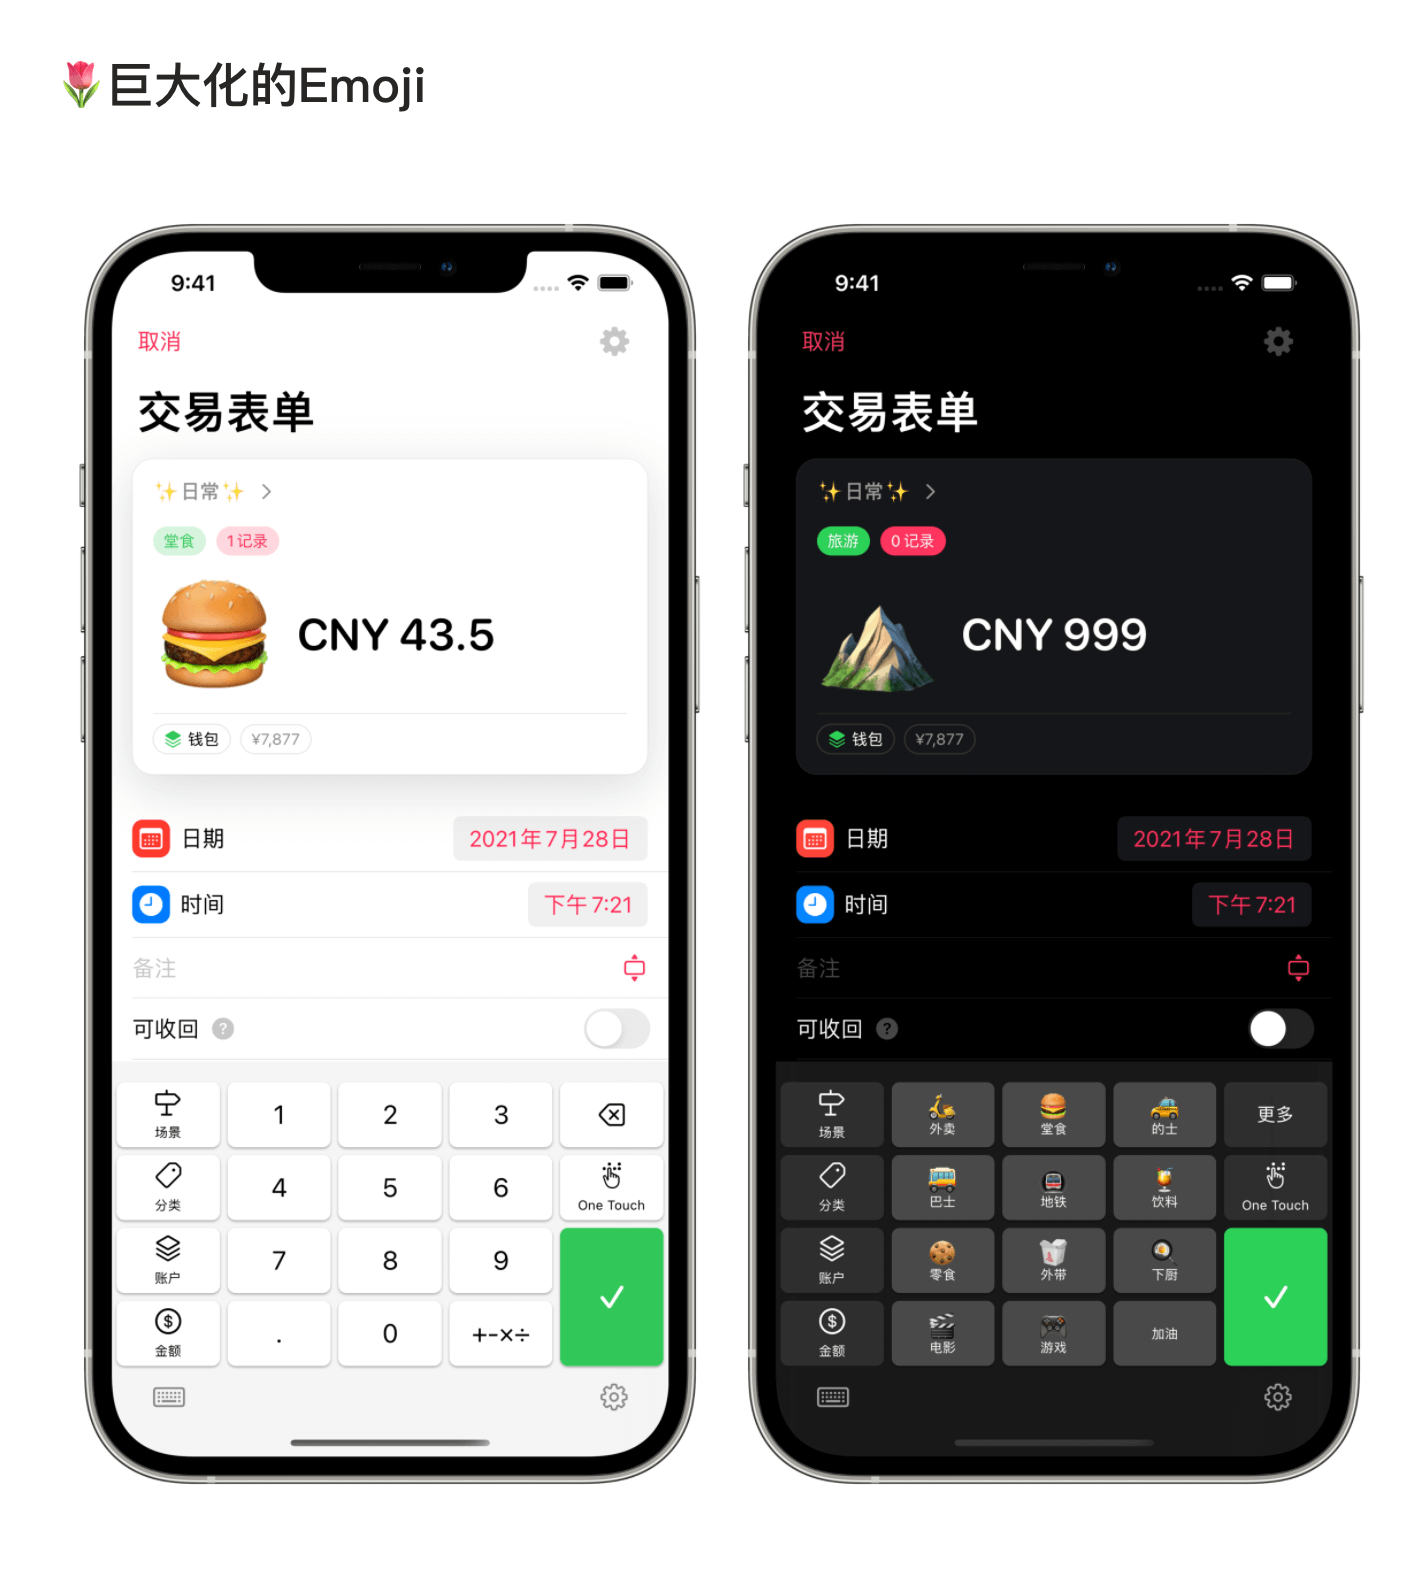 🌷巨大化的Emoji
9:41
取消
交易表单
✨日常✨
堂食 1记录
CNY 43.5
钱包 ¥7,877
日期 2021年7月28日
时间 下午7:21
备注
可收回 ?
场景 1 2 3
分类 4 5 6 One Touch
账户 7 8 9
金额 . 0 +-×÷
9:41
取消
交易表单
✨日常✨
旅游 0记录
CNY 999
钱包 ¥7,877
日期 2021年7月28日
时间 下午7:21
备注
可收回 ?
场景 外卖 堂食 的士 更多
分类 巴士 地铁 饮料 One Touch
账户 零食 外带 下厨
金额 电影 游戏 加油